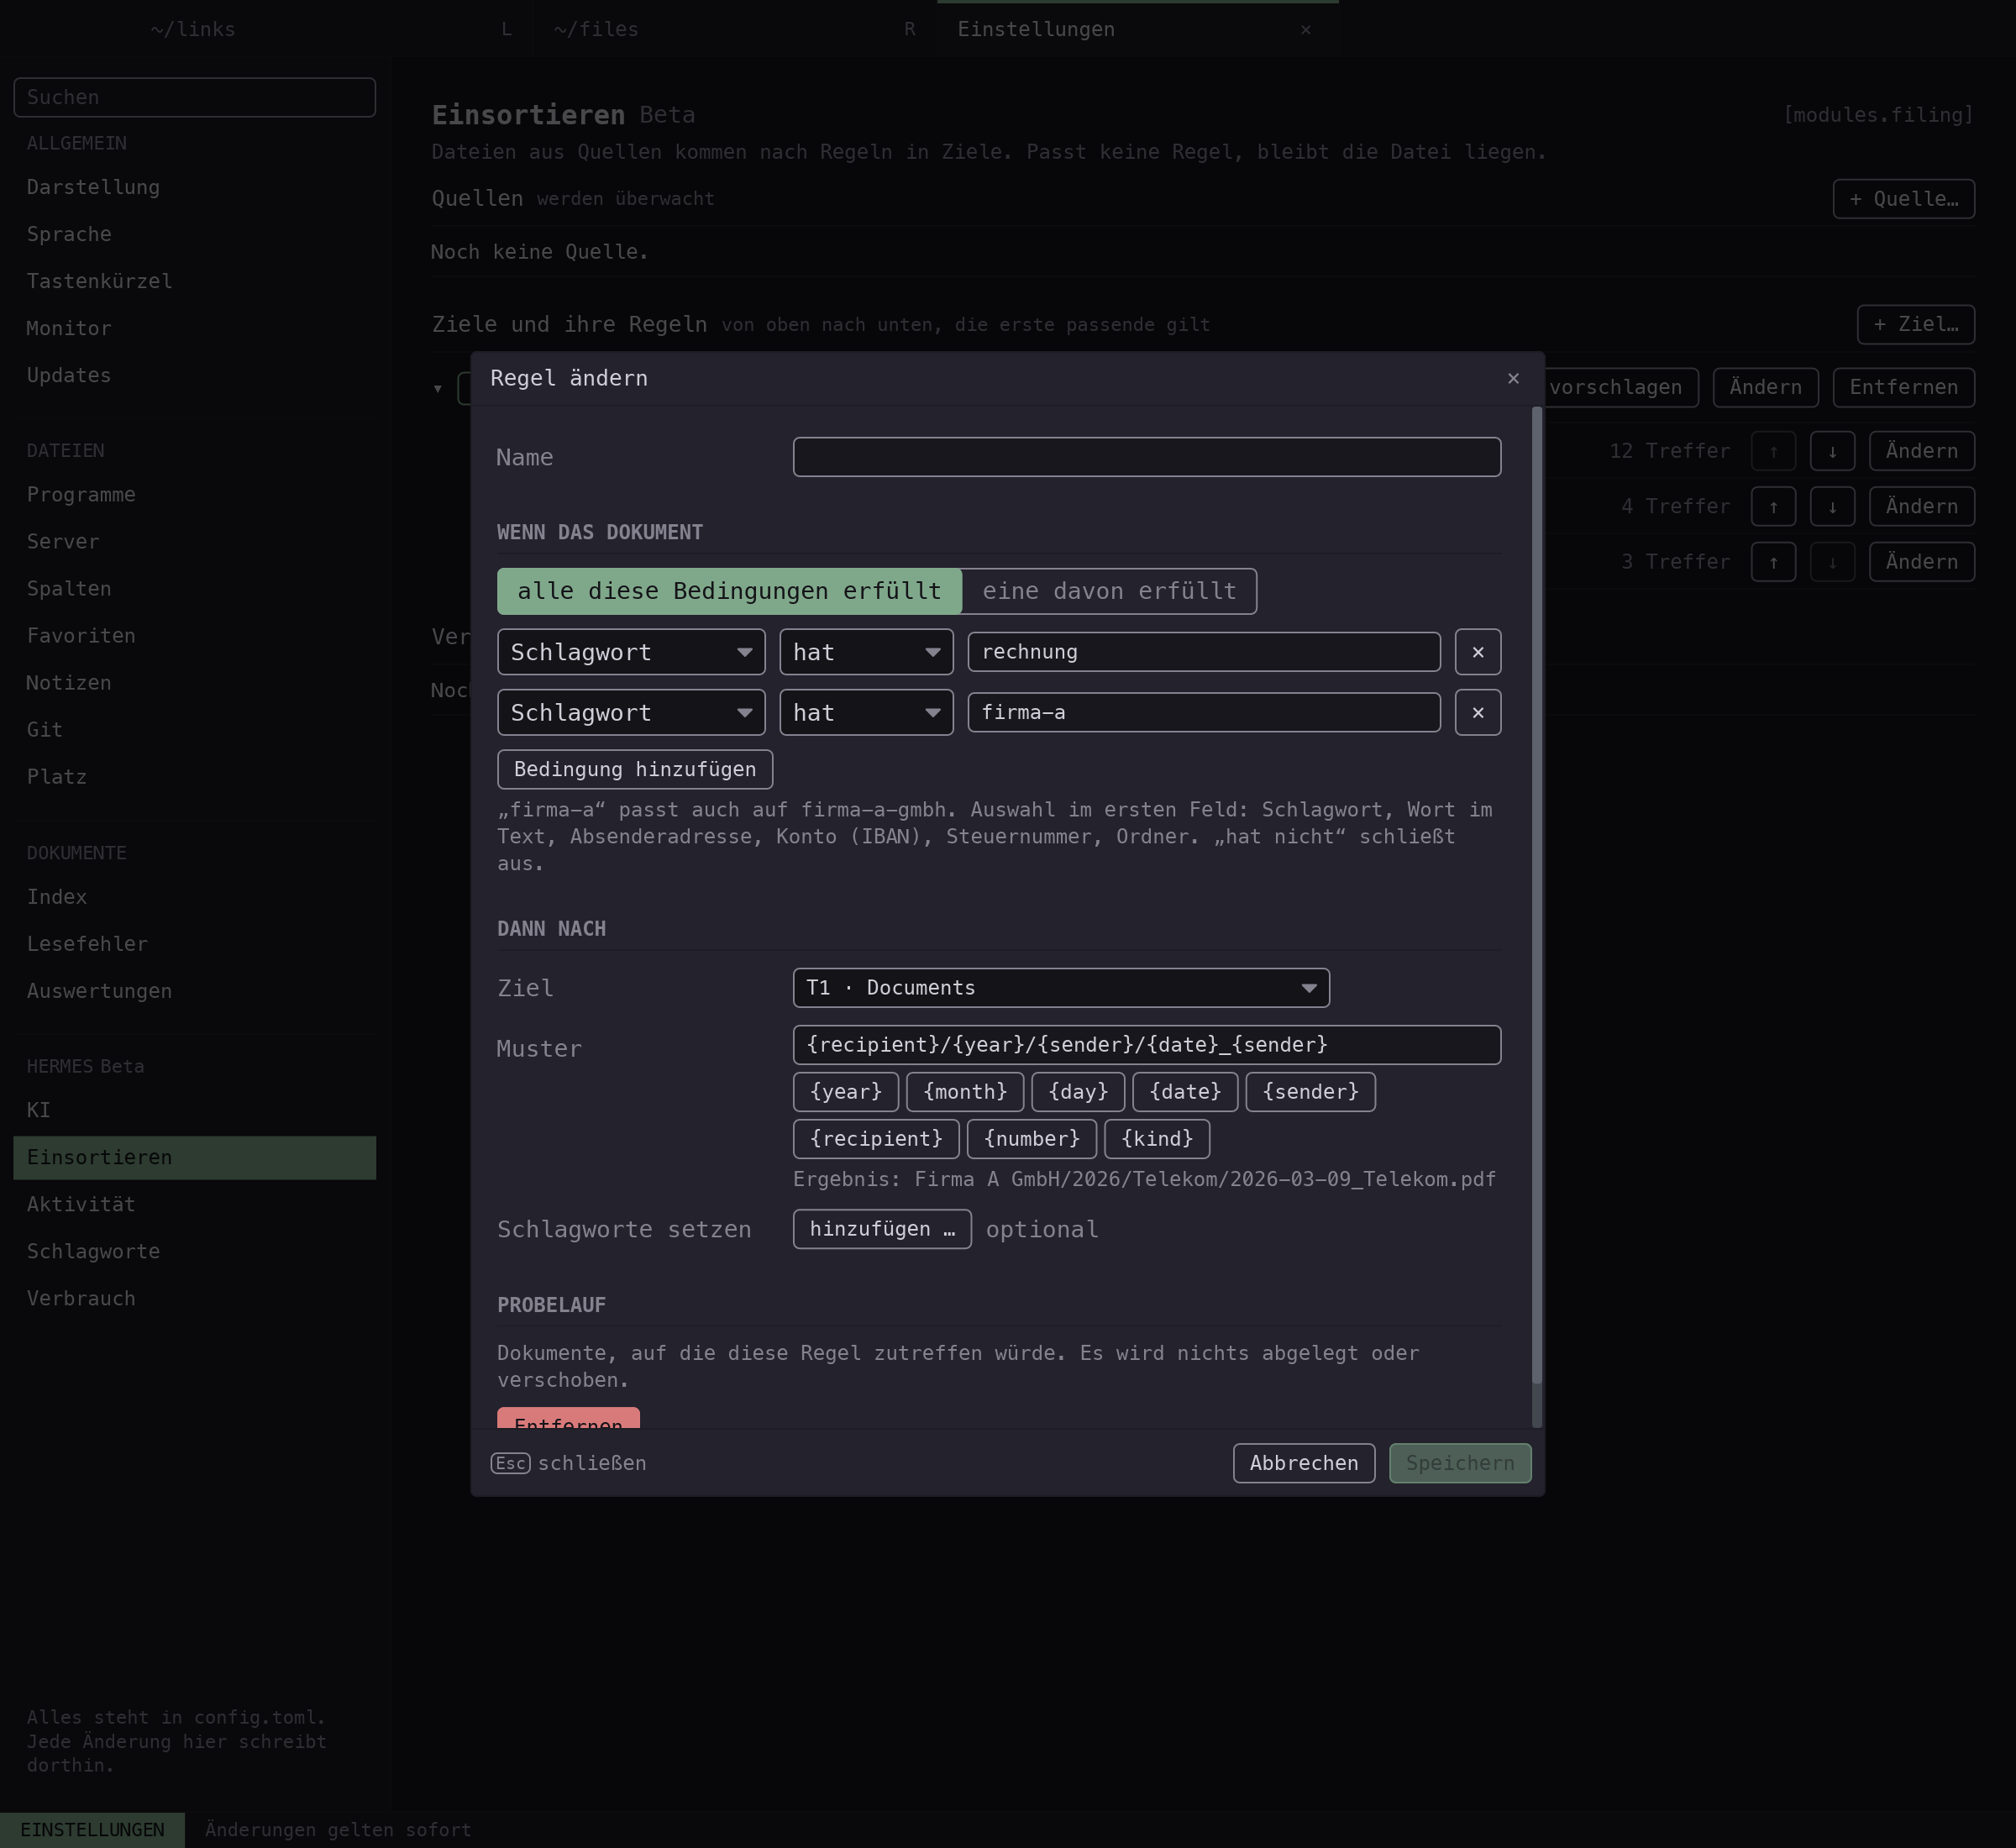 ~/links L ~/files R Einstellungen ×
Suchen
ALLGEMEIN
Darstellung
Sprache
Tastenkürzel
Monitor
Updates
DATEIEN
Programme
Server
Spalten
Favoriten
Notizen
Git
Platz
DOKUMENTE
Index
Lesefehler
Auswertungen
HERMES Beta
KI
Einsortieren
Aktivität
Schlagworte
Verbrauch
Alles steht in config.toml.
Jede Änderung hier schreibt
dorthin.
Einsortieren Beta [modules.filing]
Dateien aus Quellen kommen nach Regeln in Ziele. Passt keine Regel, bleibt die Datei liegen.
Quellen werden überwacht + Quelle…
Noch keine Quelle.
Ziele und ihre Regeln von oben nach unten, die erste passende gilt + Ziel…
▾ vorschlagen Ändern Entfernen
12 Treffer ↑ ↓ Ändern
4 Treffer ↑ ↓ Ändern
3 Treffer ↑ ↓ Ändern
Ver
Noc
Regel ändern ×
Name
WENN DAS DOKUMENT
alle diese Bedingungen erfüllt eine davon erfüllt
Schlagwort hat rechnung ×
Schlagwort hat firma-a ×
Bedingung hinzufügen
„firma-a“ passt auch auf firma-a-gmbh. Auswahl im ersten Feld: Schlagwort, Wort im
Text, Absenderadresse, Konto (IBAN), Steuernummer, Ordner. „hat nicht“ schließt
aus.
DANN NACH
Ziel T1 · Documents
Muster {recipient}/{year}/{sender}/{date}_{sender}
{year} {month} {day} {date} {sender}
{recipient} {number} {kind}
Ergebnis: Firma A GmbH/2026/Telekom/2026-03-09_Telekom.pdf
Schlagworte setzen hinzufügen … optional
PROBELAUF
Dokumente, auf die diese Regel zutreffen würde. Es wird nichts abgelegt oder
verschoben.
Entfernen
Esc schließen Abbrechen Speichern
EINSTELLUNGEN Änderungen gelten sofort